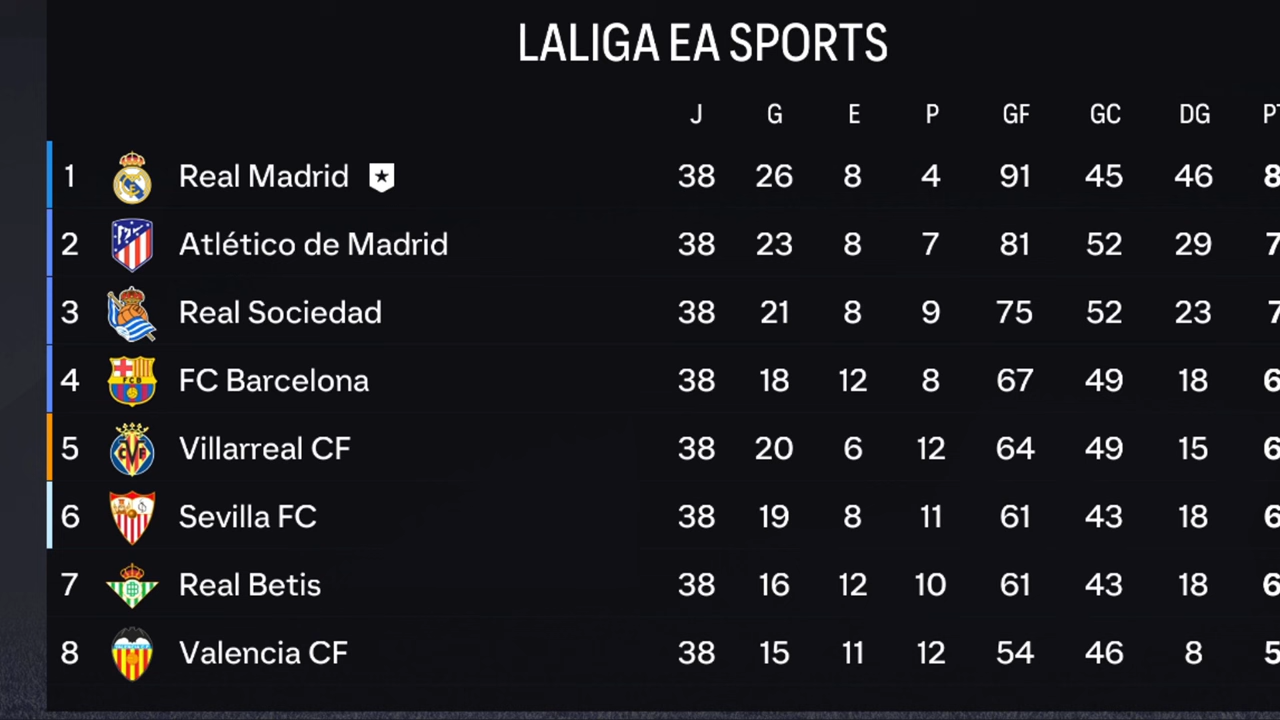 LALIGA EA SPORTS
J G E P GF GC DG
1 Real Madrid 38 26 8 4 91 45 46
2 Atlético de Madrid 38 23 8 7 81 52 29
3 Real Sociedad 38 21 8 9 75 52 23
4 FC Barcelona 38 18 12 8 67 49 18
5 Villarreal CF 38 20 6 12 64 49 15
6 Sevilla FC 38 19 8 11 61 43 18
7 Real Betis 38 16 12 10 61 43 18
8 Valencia CF 38 15 11 12 54 46 8